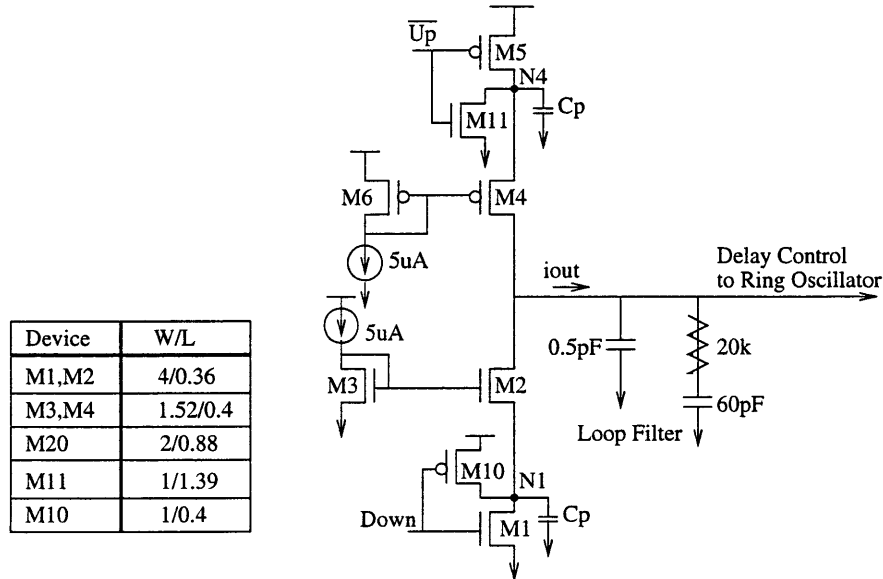 U̅p̅
M5
N4
M11
Cp
M6
M4
5uA
iout
Delay Control
to Ring Oscillator
5uA
0.5pF
20k
M3
M2
60pF
Loop Filter
M10
N1
Down
M1
Cp
Device W/L
M1,M2 4/0.36
M3,M4 1.52/0.4
M20 2/0.88
M11 1/1.39
M10 1/0.4